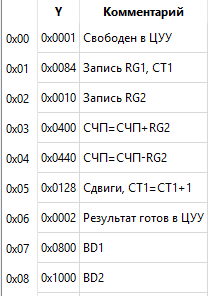 Y Комментарий
0x00 0x0001 Свободен в ЦУУ
0x01 0x0084 Запись RG1, CT1
0x02 0x0010 Запись RG2
0x03 0x0400 СЧП=СЧП+RG2
0x04 0x0440 СЧП=СЧП-RG2
0x05 0x0128 Сдвиги, CT1=CT1+1
0x06 0x0002 Результат готов в ЦУУ
0x07 0x0800 BD1
0x08 0x1000 BD2